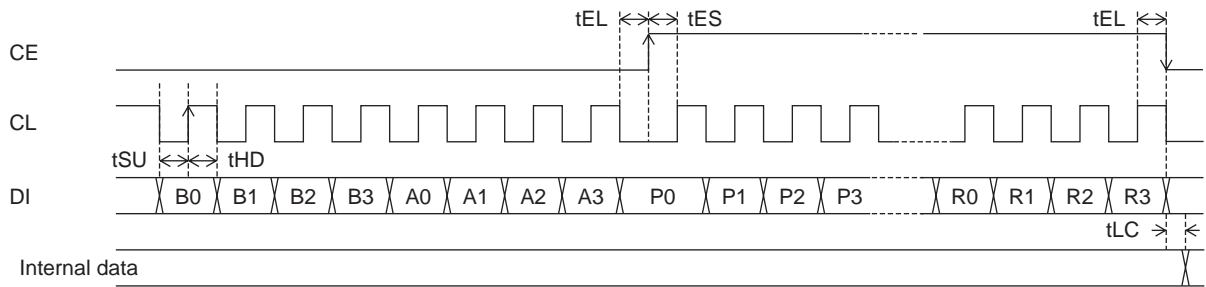 tEL tES tEL
CE
CL
tSU tHD
DI B0 B1 B2 B3 A0 A1 A2 A3 P0 P1 P2 P3 R0 R1 R2 R3
tLC
Internal data